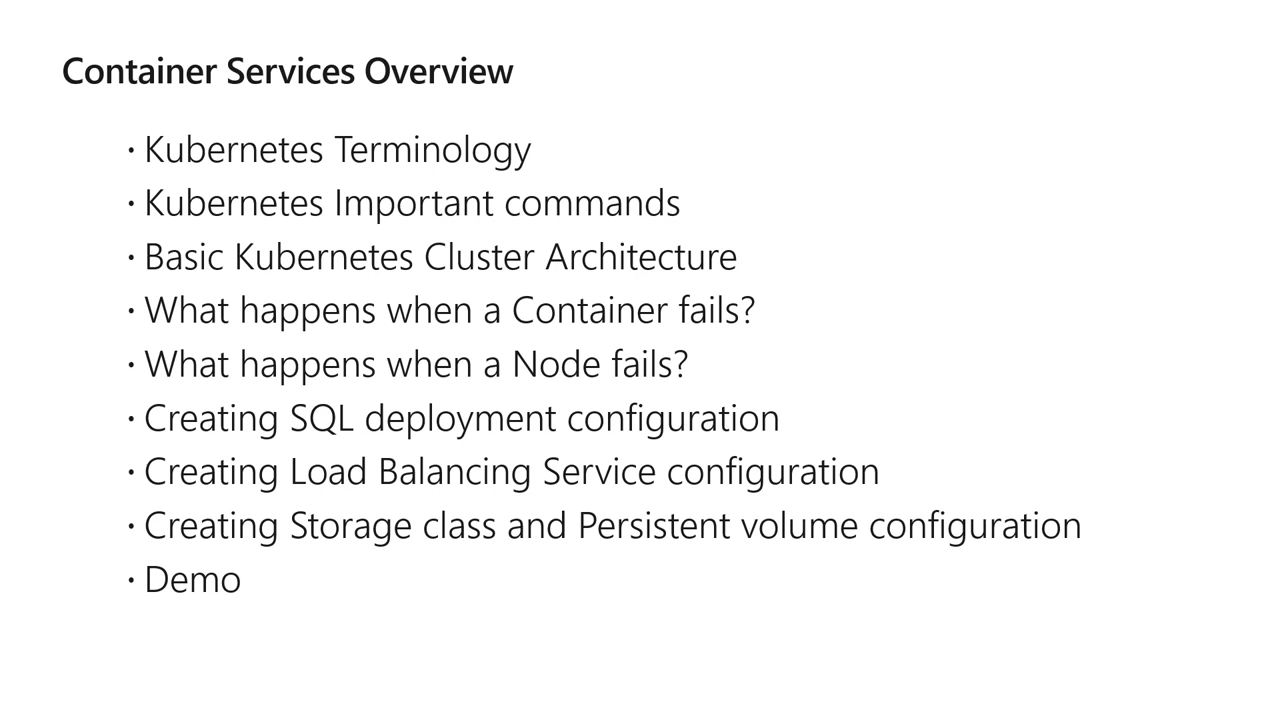 Container Services Overview
· Kubernetes Terminology
· Kubernetes Important commands
· Basic Kubernetes Cluster Architecture
· What happens when a Container fails?
· What happens when a Node fails?
· Creating SQL deployment configuration
· Creating Load Balancing Service configuration
· Creating Storage class and Persistent volume configuration
· Demo